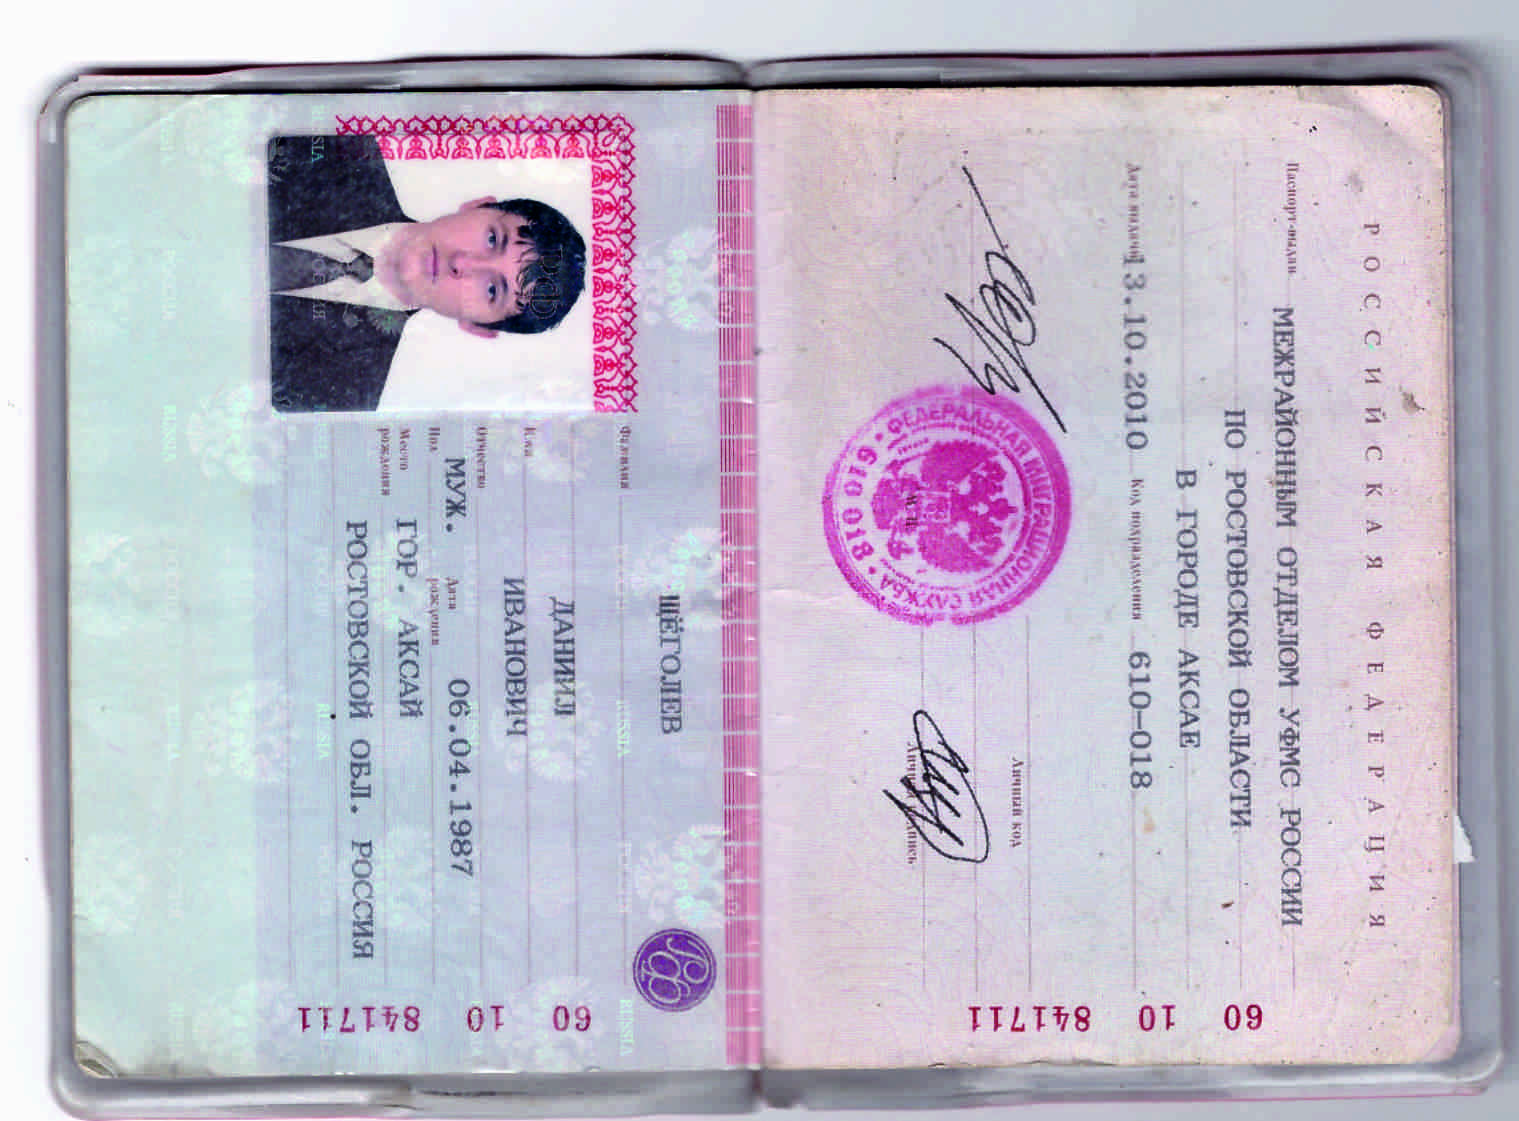 РОССИЙСКАЯ ФЕДЕРАЦИЯ
Паспорт выдан МЕЖРАЙОННЫМ ОТДЕЛОМ УФМС РОССИИ
ПО РОСТОВСКОЙ ОБЛАСТИ
В ГОРОДЕ АКСАЕ
Дата выдачи 13.10.2010 Код подразделения 610-018
Личный код
Личная подпись
ФЕДЕРАЛЬНАЯ МИГРАЦИОННАЯ СЛУЖБА
610 018
60 10 841711
Фамилия
ЩЁГОЛЕВ
Имя
ДАНИИЛ
Отчество
ИВАНОВИЧ
Пол МУЖ. Дата рождения 06.04.1987
Место рождения ГОР. АКСАЙ
РОСТОВСКОЙ ОБЛ. РОССИЯ
60 10 841711